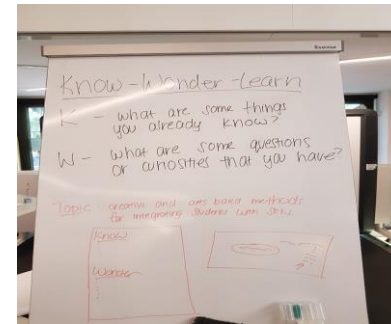 Know-Wonder-Learn
K - what are some things
you already know?
W - what are some questions
or curiosities that you have?
Topic creative and arts based methods
for integrating students with SEN
Know
Wonder